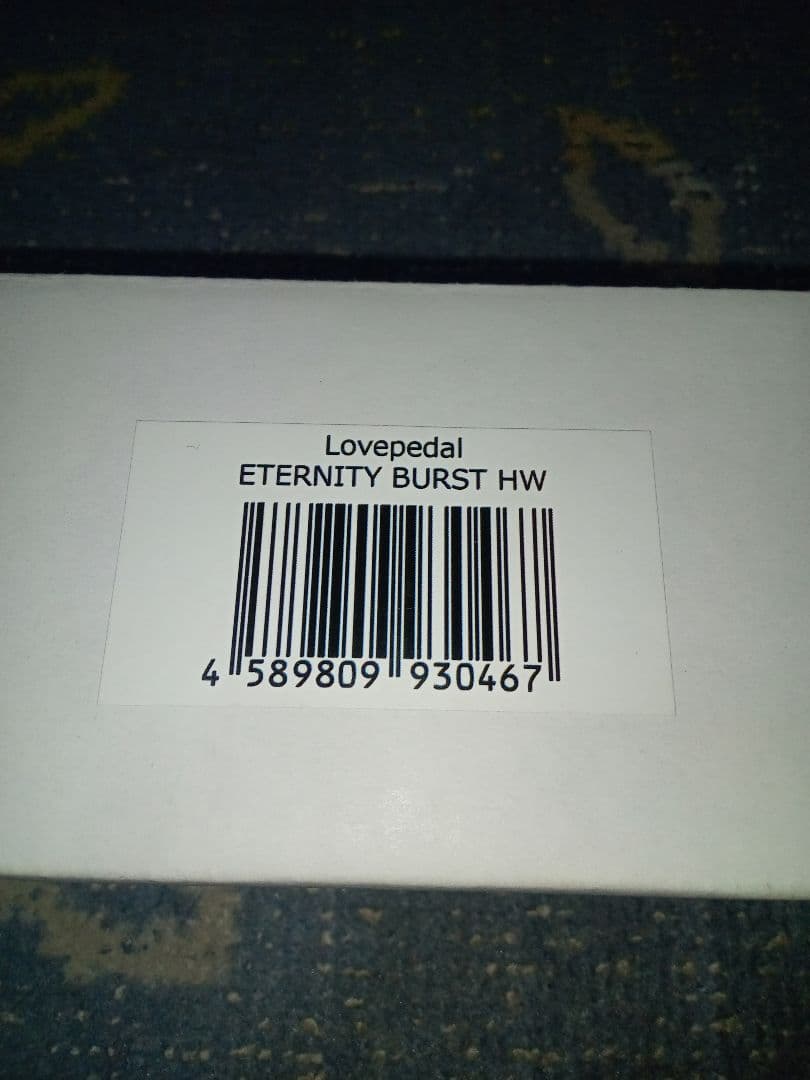 Lovepedal
ETERNITY BURST HW
4 589809 930467